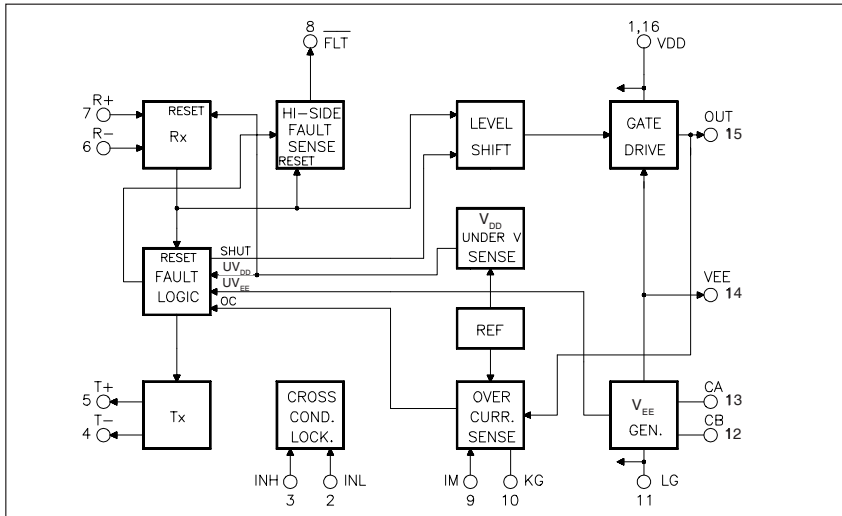 8
FLT
1,16
VDD
R+
7
R-
6
RESET
Rx
HI-SIDE
FAULT
SENSE
RESET
LEVEL
SHIFT
GATE
DRIVE
OUT
15
RESET
FAULT
LOGIC
SHUT
UVDD
UVEE
OC
VDD
UNDER V
SENSE
REF
VEE
14
T+
5
T-
4
Tx
CROSS
COND.
LOCK.
OVER
CURR.
SENSE
VEE
GEN.
CA
13
CB
12
INH
3
INL
2
IM
9
KG
10
LG
11